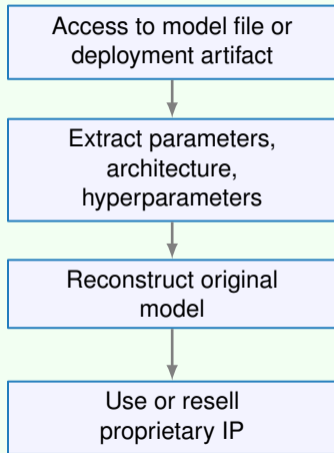 Access to model file or
deployment artifact
Extract parameters,
architecture,
hyperparameters
Reconstruct original
model
Use or resell
proprietary IP